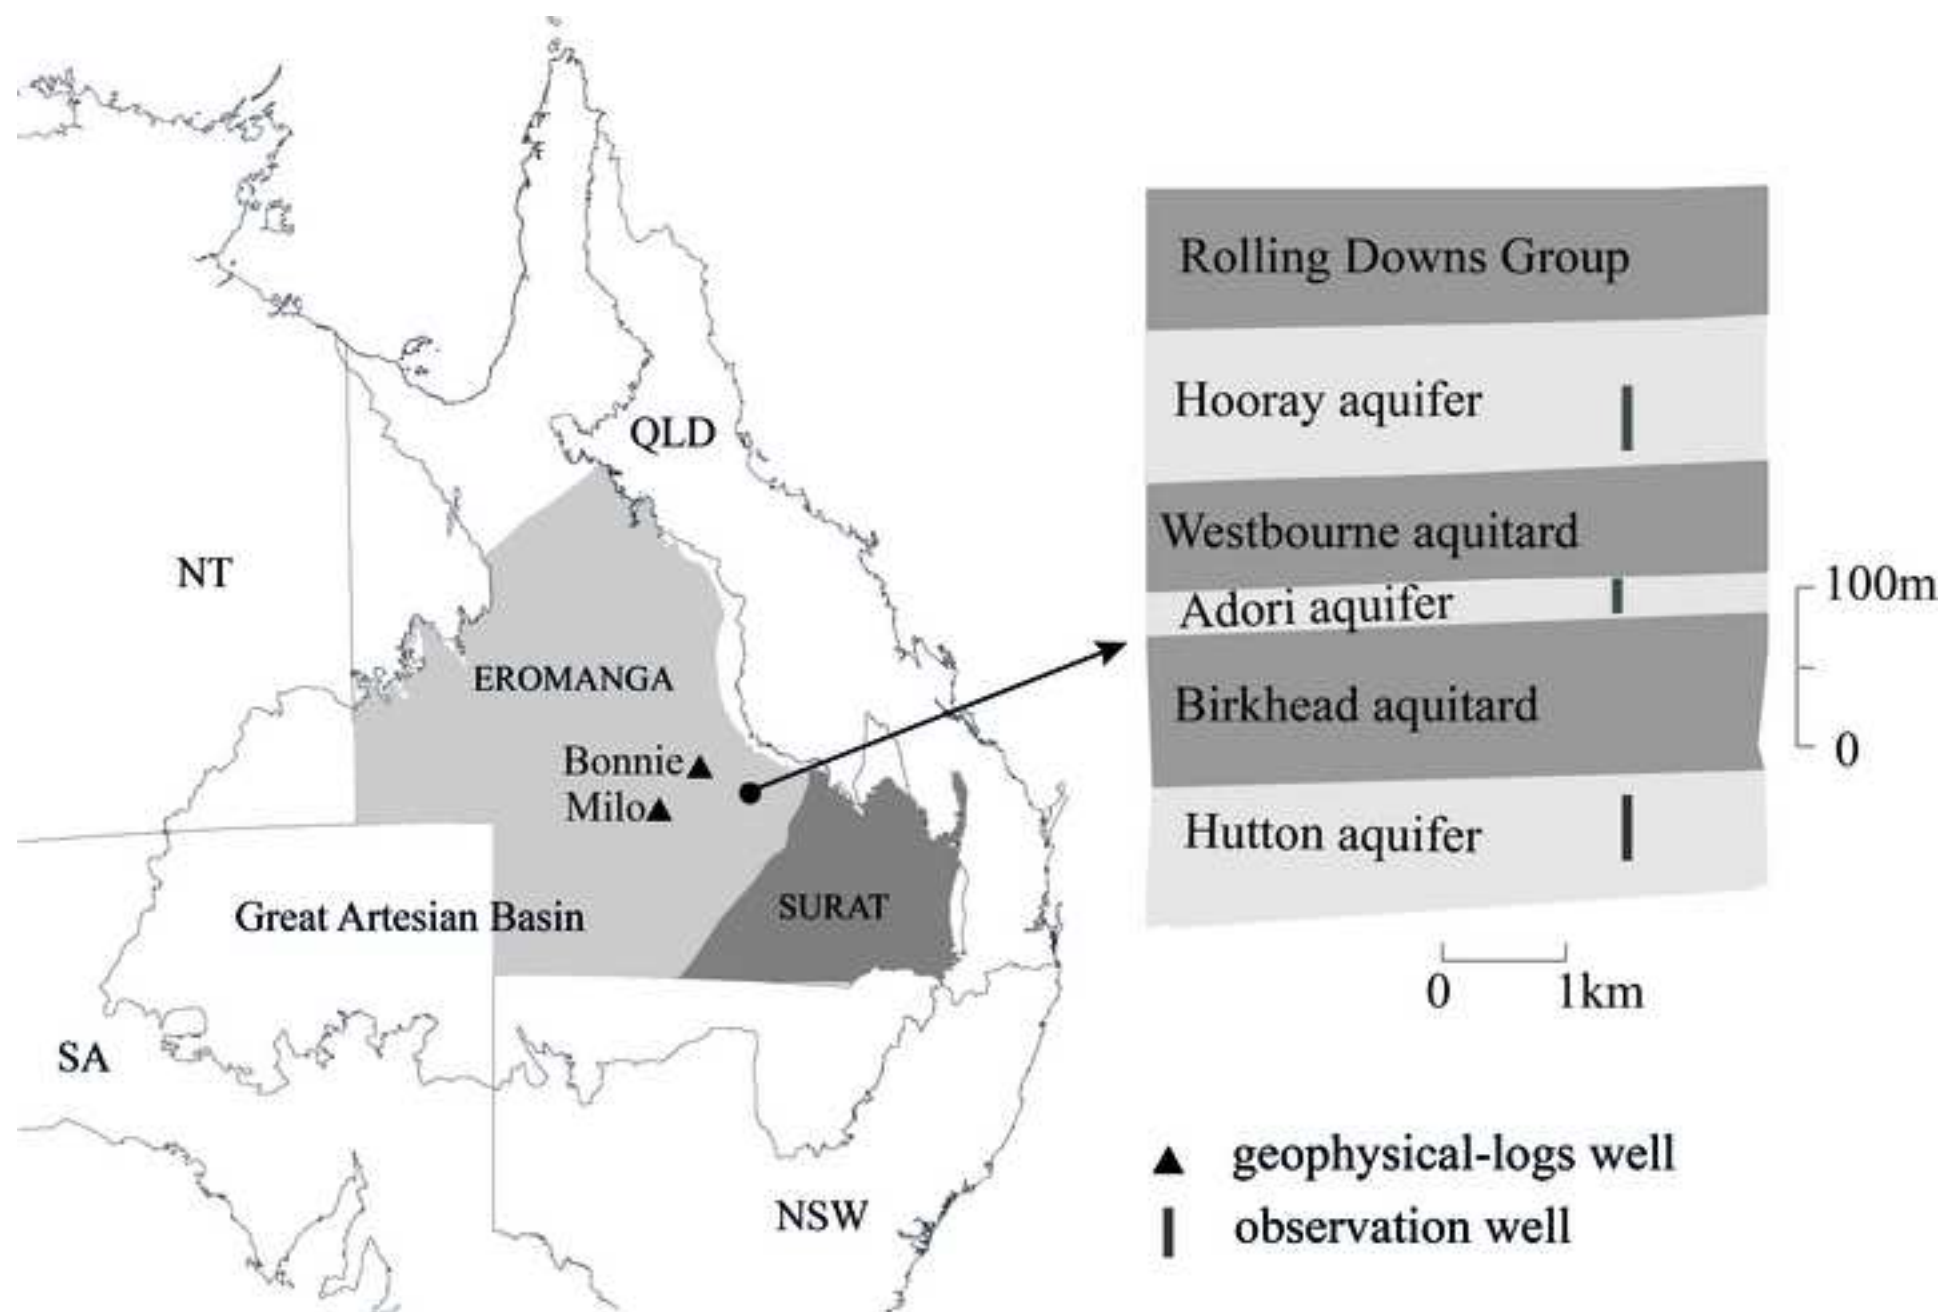 QLD
NT
EROMANGA
Bonnie
Milo
SURAT
Great Artesian Basin
SA
NSW
Rolling Downs Group
Hooray aquifer
Westbourne aquitard
Adori aquifer
Birkhead aquitard
Hutton aquifer
100m
0
0 1km
geophysical-logs well
observation well